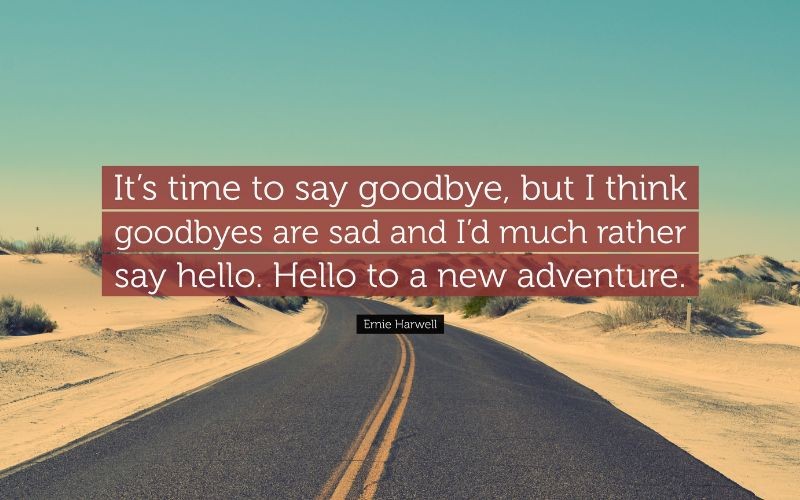 It’s time to say goodbye, but I think
goodbyes are sad and I’d much rather
say hello. Hello to a new adventure.
Ernie Harwell